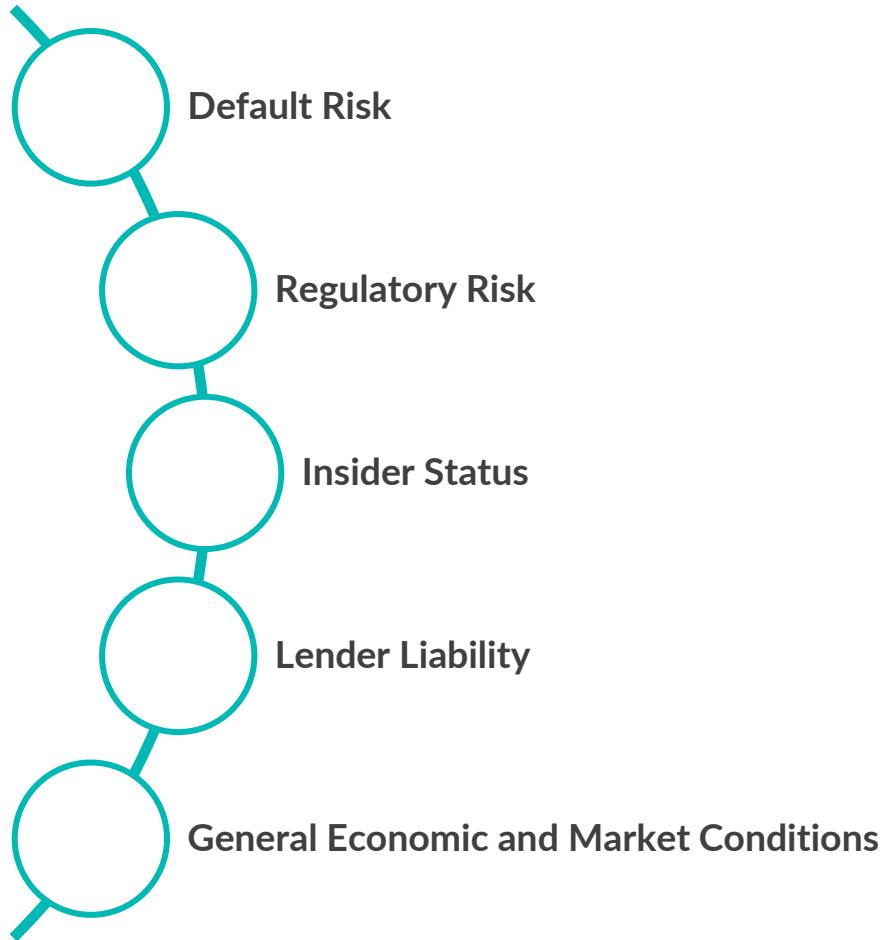 Default Risk
Regulatory Risk
Insider Status
Lender Liability
General Economic and Market Conditions